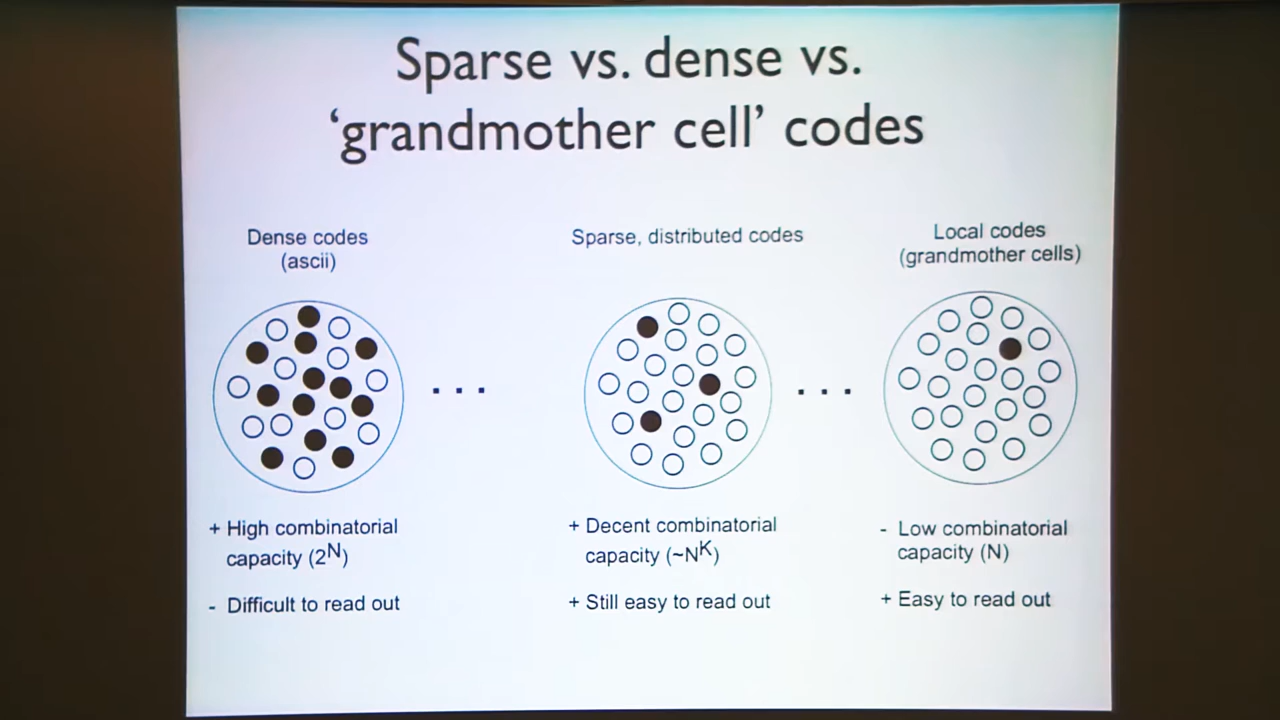 Sparse vs. dense vs.
‘grandmother cell’ codes
Dense codes
(ascii)
Sparse, distributed codes
Local codes
(grandmother cells)
. . .
. . .
+ High combinatorial
capacity (2^N)
- Difficult to read out
+ Decent combinatorial
capacity (~N^K)
+ Still easy to read out
- Low combinatorial
capacity (N)
+ Easy to read out